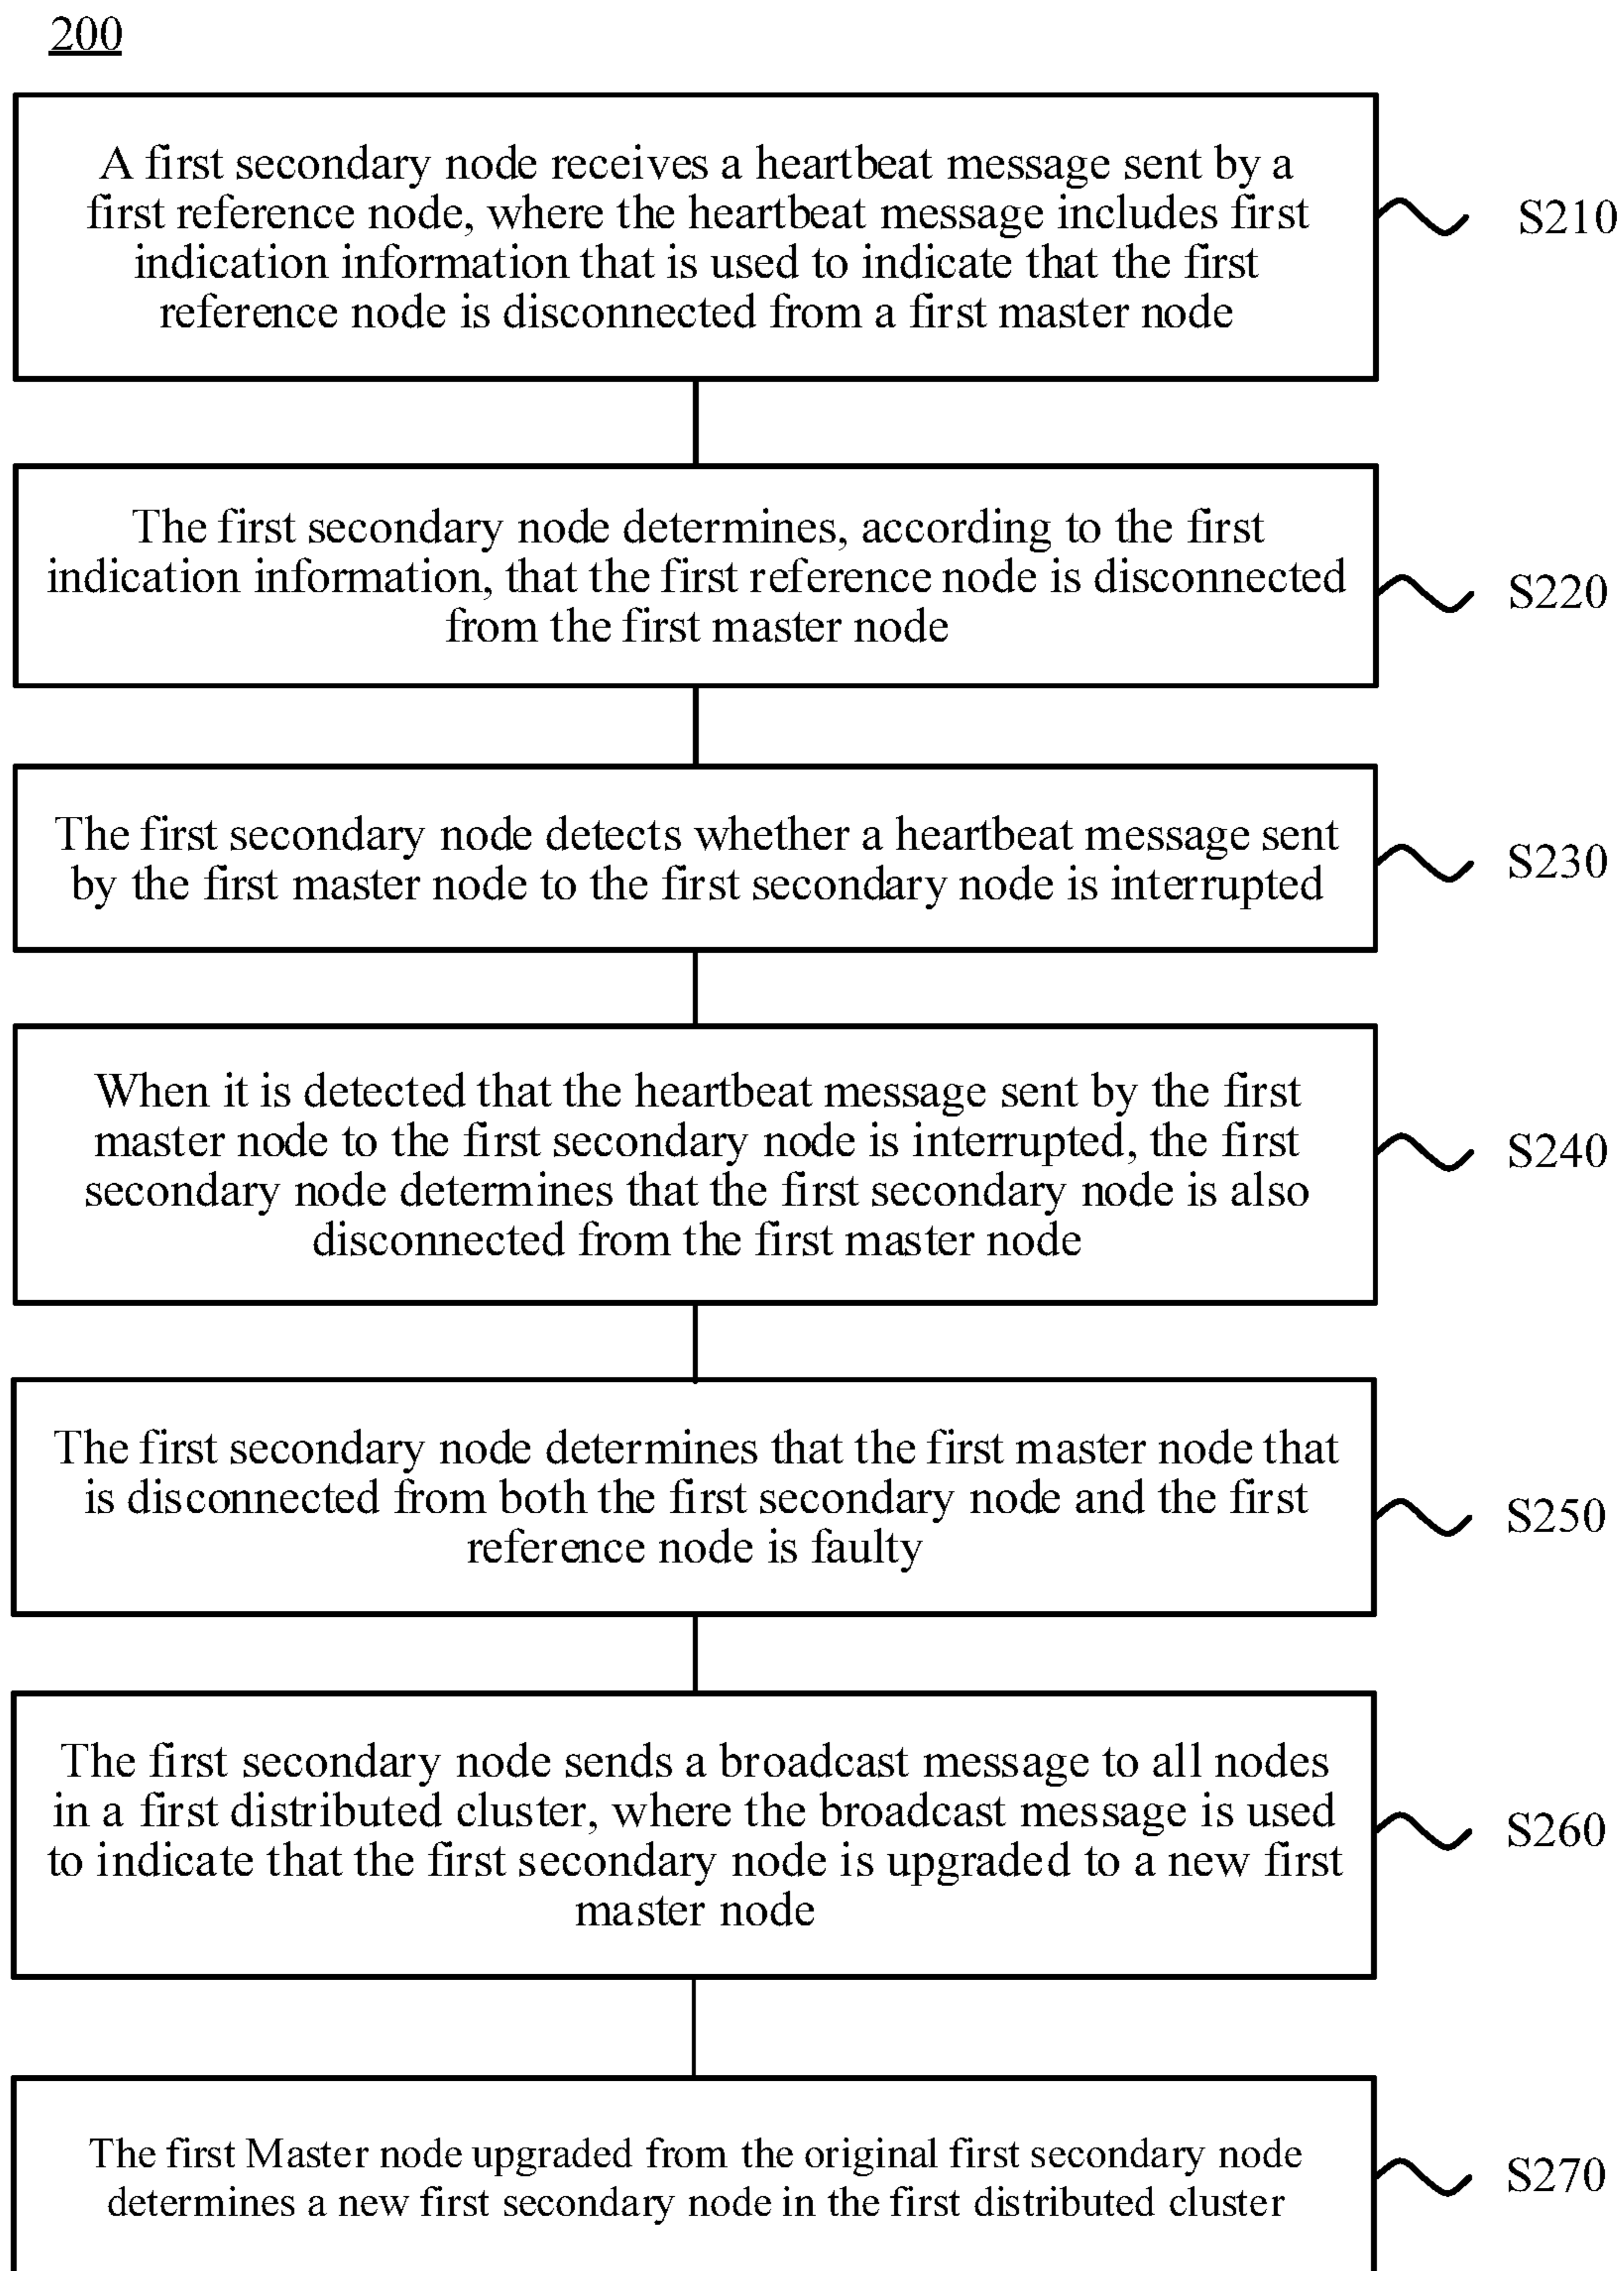 200
A first secondary node receives a heartbeat message sent by a
first reference node, where the heartbeat message includes first
indication information that is used to indicate that the first
reference node is disconnected from a first master node
S210
The first secondary node determines, according to the first
indication information, that the first reference node is disconnected
from the first master node
S220
The first secondary node detects whether a heartbeat message sent
by the first master node to the first secondary node is interrupted
S230
When it is detected that the heartbeat message sent by the first
master node to the first secondary node is interrupted, the first
secondary node determines that the first secondary node is also
disconnected from the first master node
S240
The first secondary node determines that the first master node that
is disconnected from both the first secondary node and the first
reference node is faulty
S250
The first secondary node sends a broadcast message to all nodes
in a first distributed cluster, where the broadcast message is used
to indicate that the first secondary node is upgraded to a new first
master node
S260
The first Master node upgraded from the original first secondary node
determines a new first secondary node in the first distributed cluster
S270